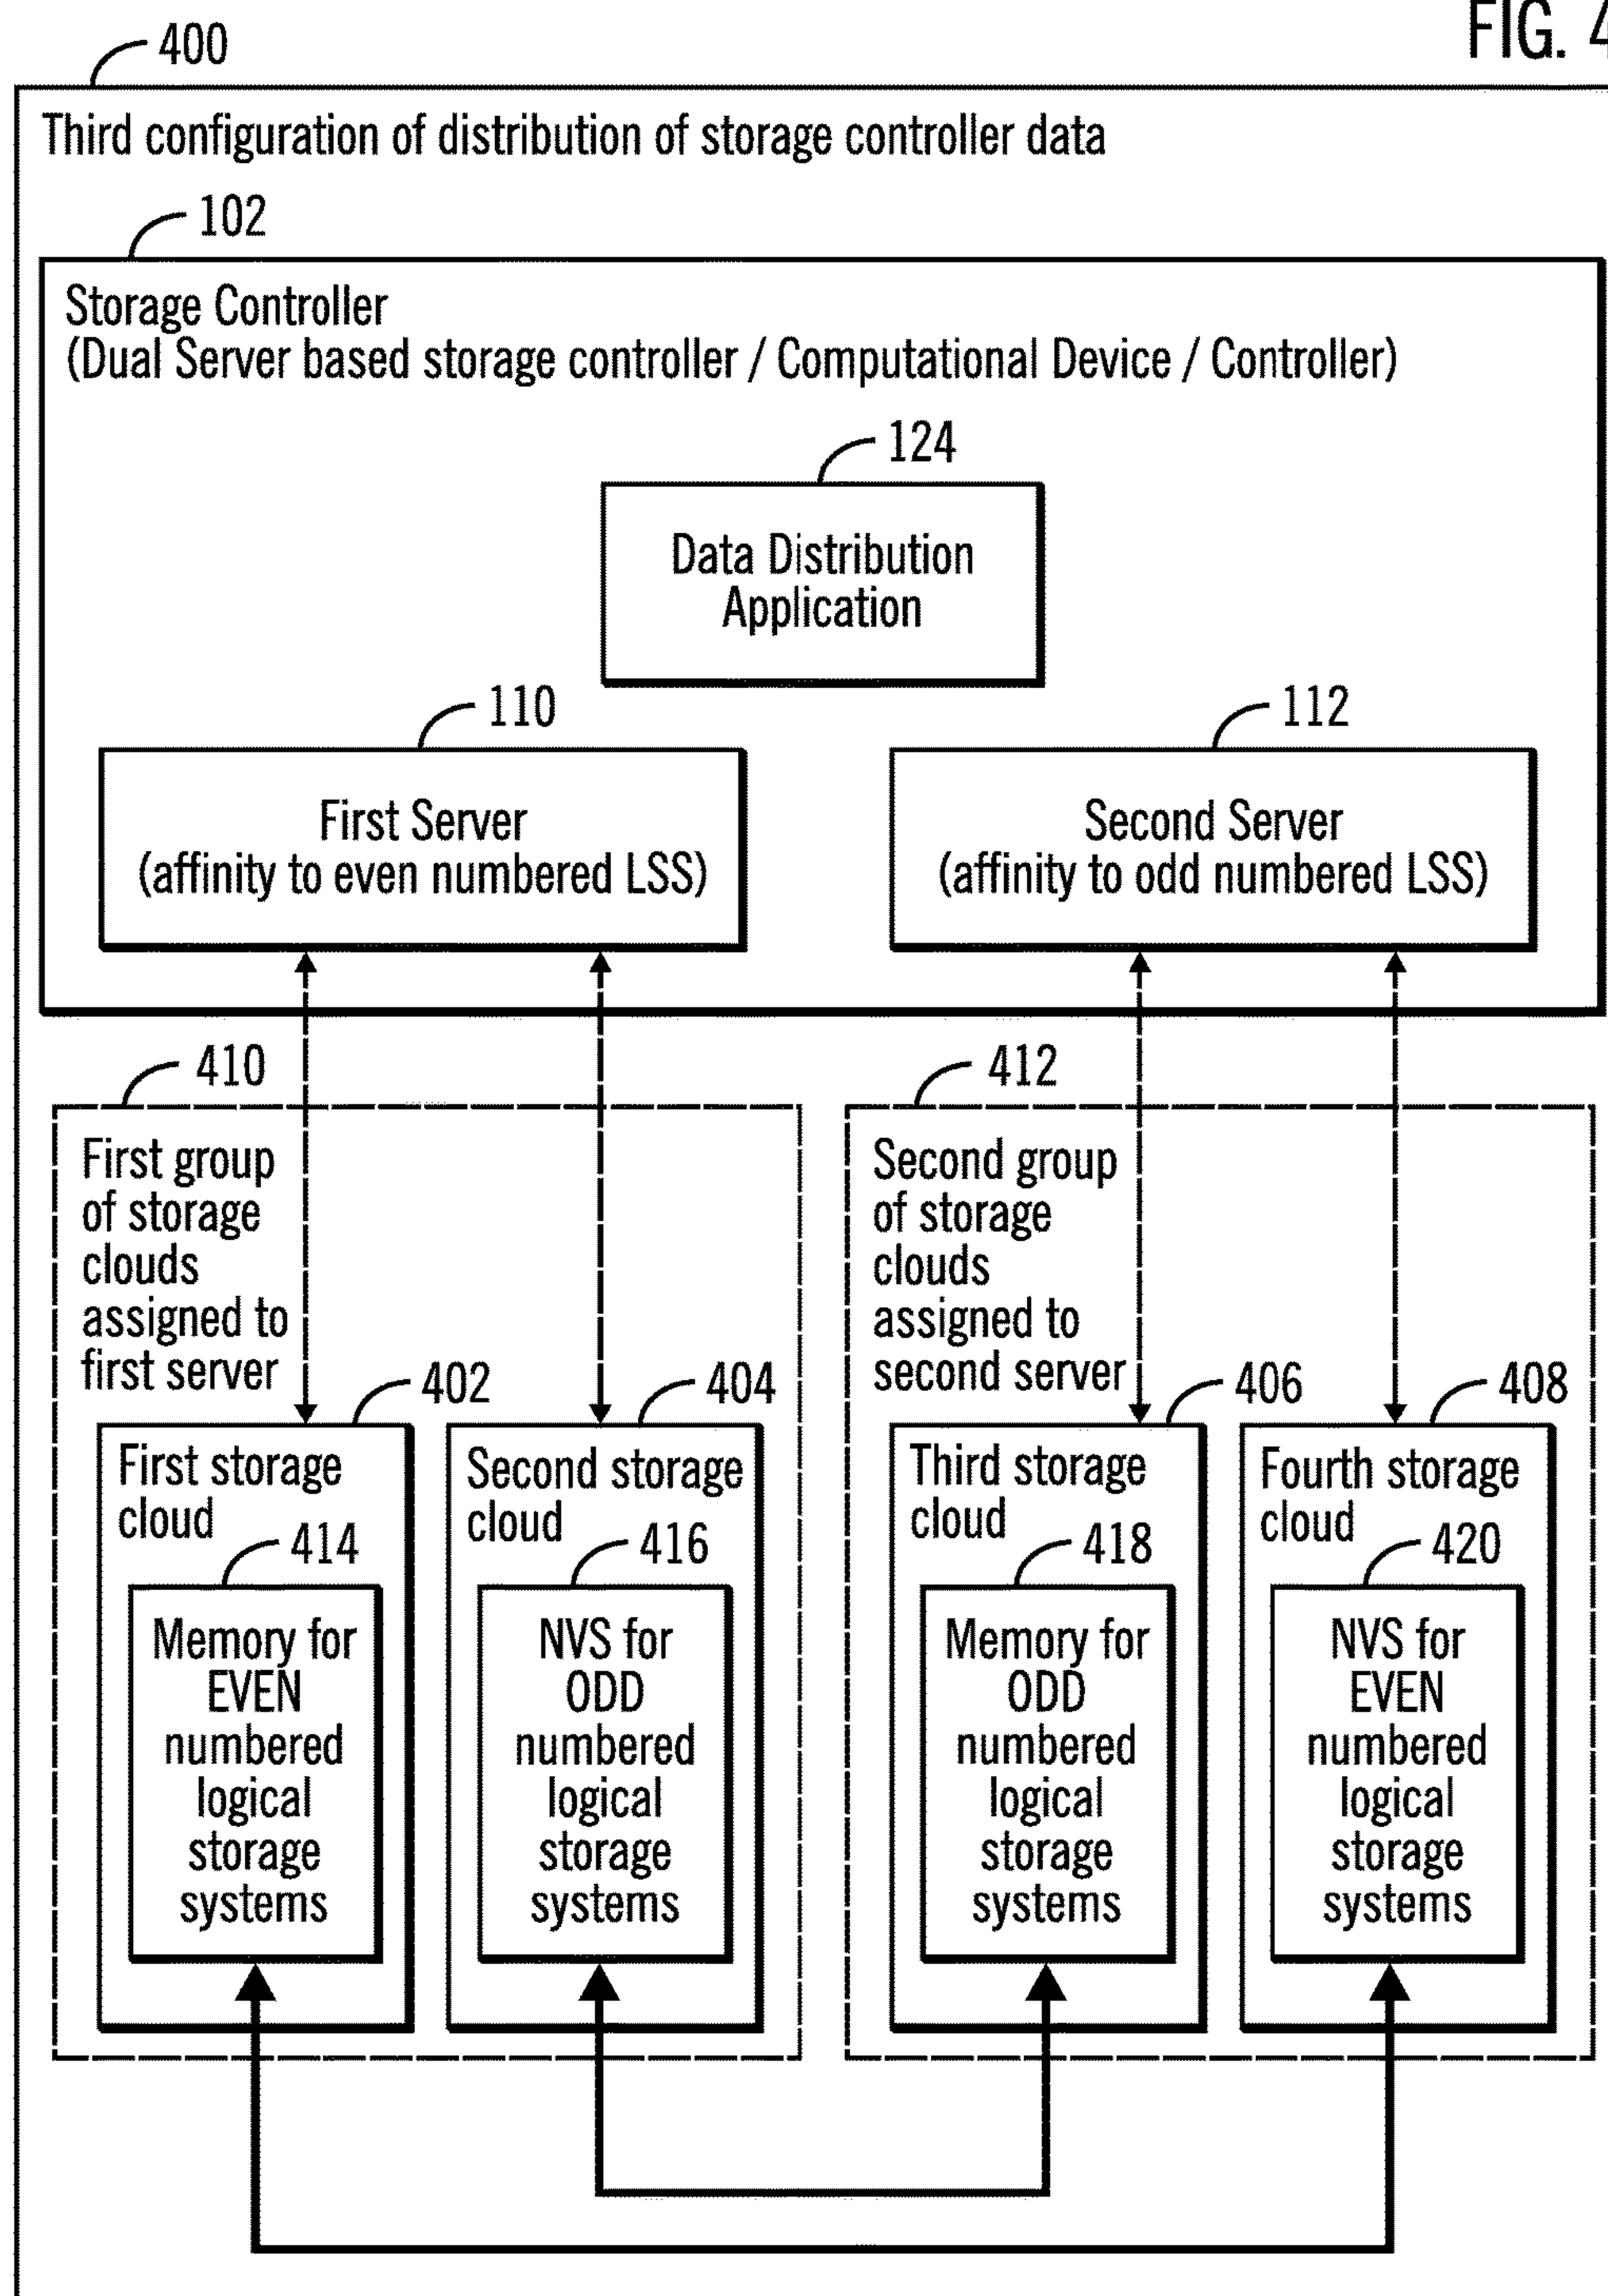 FIG. 4
400
Third configuration of distribution of storage controller data
102
Storage Controller
(Dual Server based storage controller / Computational Device / Controller)
124
Data Distribution
Application
110
112
First Server
(affinity to even numbered LSS)
Second Server
(affinity to odd numbered LSS)
410
412
First group
of storage
clouds
assigned to
first server
Second group
of storage
clouds
assigned to
second server
402
404
406
408
First storage
cloud
414
Memory for
EVEN
numbered
logical
storage
systems
Second storage
cloud
416
NVS for
ODD
numbered
logical
storage
systems
Third storage
cloud
418
Memory for
ODD
numbered
logical
storage
systems
Fourth storage
cloud
420
NVS for
EVEN
numbered
logical
storage
systems